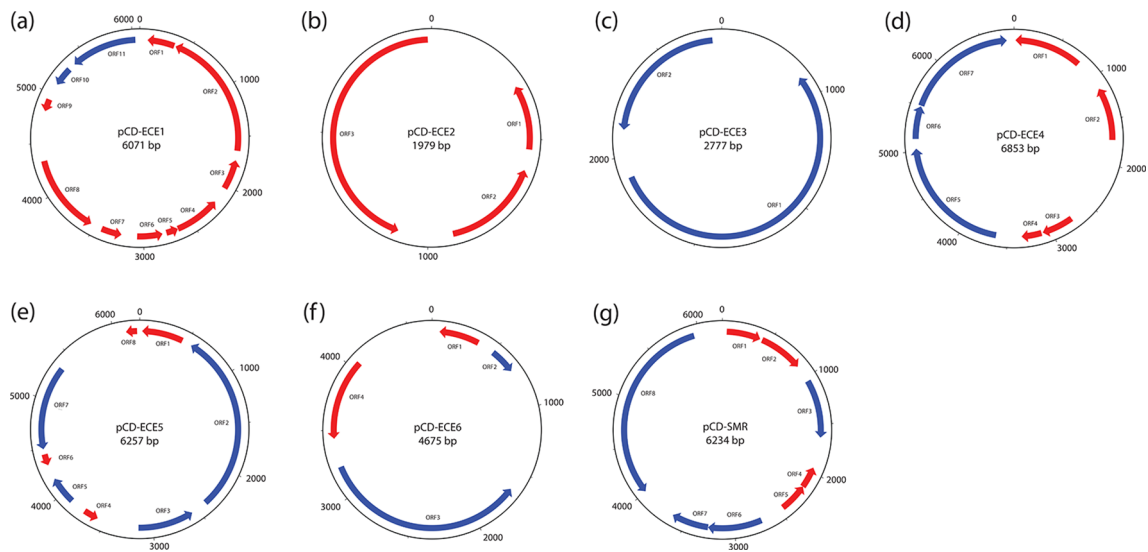 (a)
6000 0
ORF1
ORF11
ORF10
1000
ORF2
5000
ORF9
pCD-ECE1
6071 bp
ORF3
2000
ORF8
4000
ORF4
ORF5
ORF6
ORF7
3000
(b)
0
ORF1
ORF3
pCD-ECE2
1979 bp
ORF2
1000
(c)
0
ORF2
1000
pCD-ECE3
2777 bp
2000
ORF1
(d)
0
6000
ORF1
1000
ORF7
ORF2
ORF6
pCD-ECE4
6853 bp
5000
2000
ORF5
ORF3
ORF4
4000
3000
(e)
6000 0
ORF8
ORF1
1000
5000
ORF7
ORF2
pCD-ECE5
6257 bp
ORF6
ORF5
2000
4000
ORF4
ORF3
3000
(f)
0
ORF1
4000
ORF2
ORF4
1000
pCD-ECE6
4675 bp
3000
ORF3
2000
(g)
6000 0
ORF1
ORF2
1000
5000
ORF8
ORF3
pCD-SMR
6234 bp
ORF4
2000
ORF5
4000
ORF7
ORF6
3000